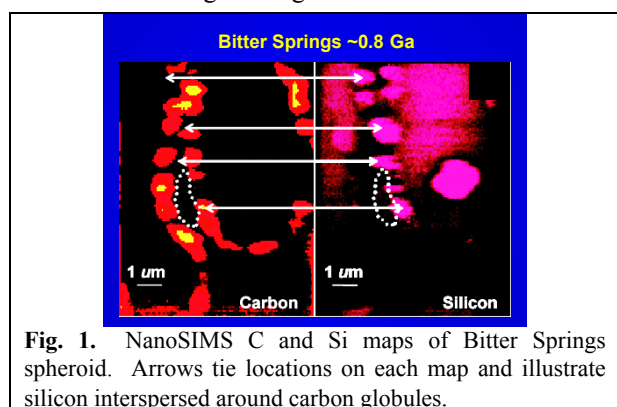 Bitter Springs ~0.8 Ga
1 um
Carbon
1 um
Silicon
Fig. 1. NanoSIMS C and Si maps of Bitter Springs
spheroid. Arrows tie locations on each map and illustrate
silicon interspersed around carbon globules.